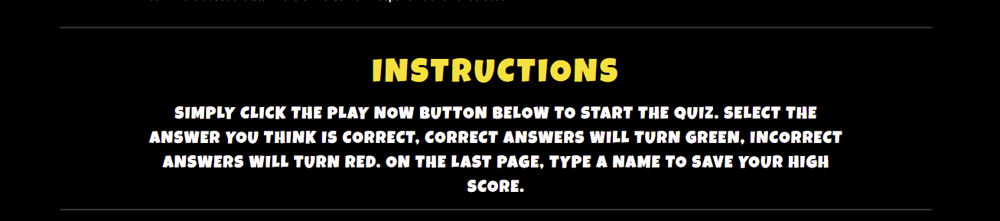 INSTRUCTIONS
SIMPLY CLICK THE PLAY NOW BUTTON BELOW TO START THE QUIZ. SELECT THE
ANSWER YOU THINK IS CORRECT, CORRECT ANSWERS WILL TURN GREEN, INCORRECT
ANSWERS WILL TURN RED. ON THE LAST PAGE, TYPE A NAME TO SAVE YOUR HIGH
SCORE.